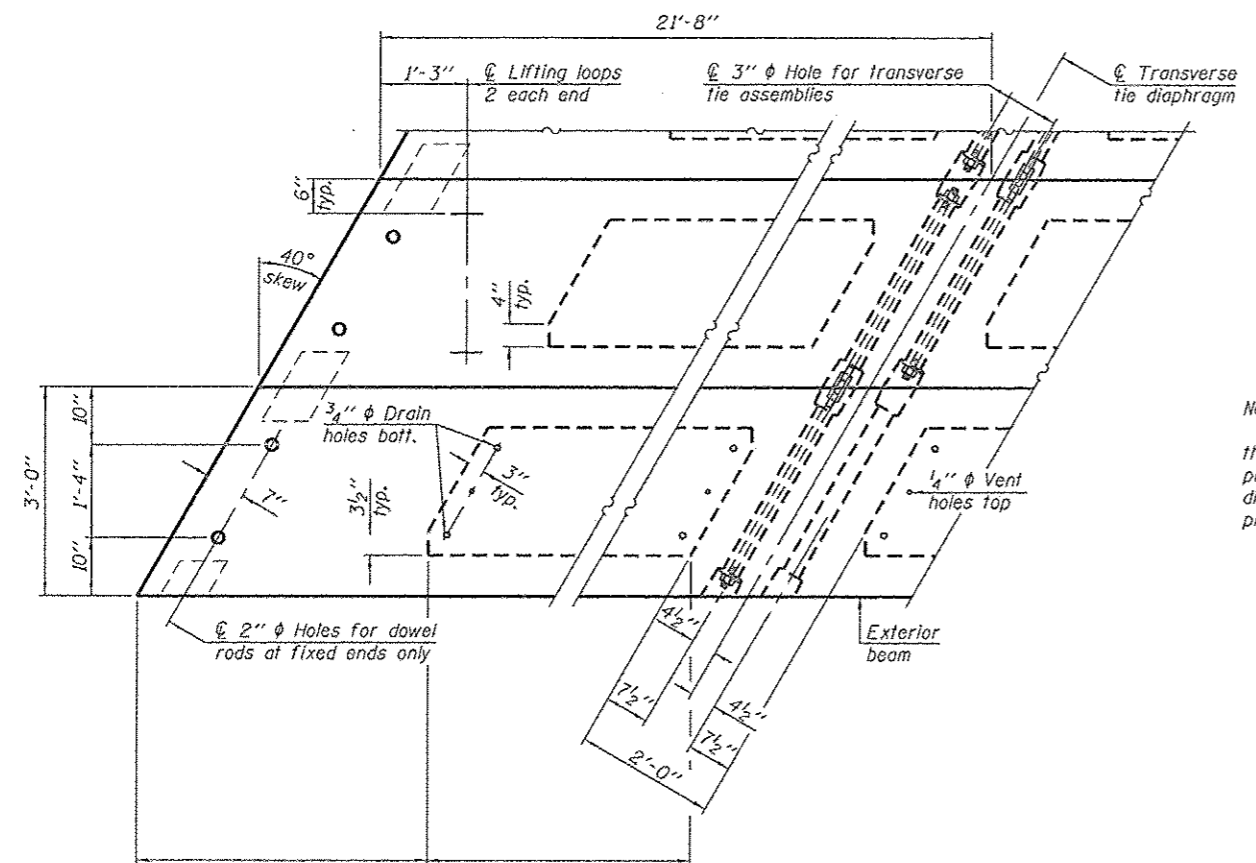 21'-8"
1'-3"
℄ Lifting loops
2 each end
℄ 3" ϕ Hole for transverse
tie assemblies
℄ Transverse
tie diaphragm
6"
typ.
40°
skew
4"
typ.
3'-0"
10"
1'-4"
10"
7"
3/4" ϕ Drain
holes bott.
3"
typ.
3 1/2"
typ.
1/4" ϕ Vent
holes top
℄ 2" ϕ Holes for dowel
rods at fixed ends only
Exterior
beam
4 1/2"
7 1/2"
4 1/2"
7 1/2"
2'-0"